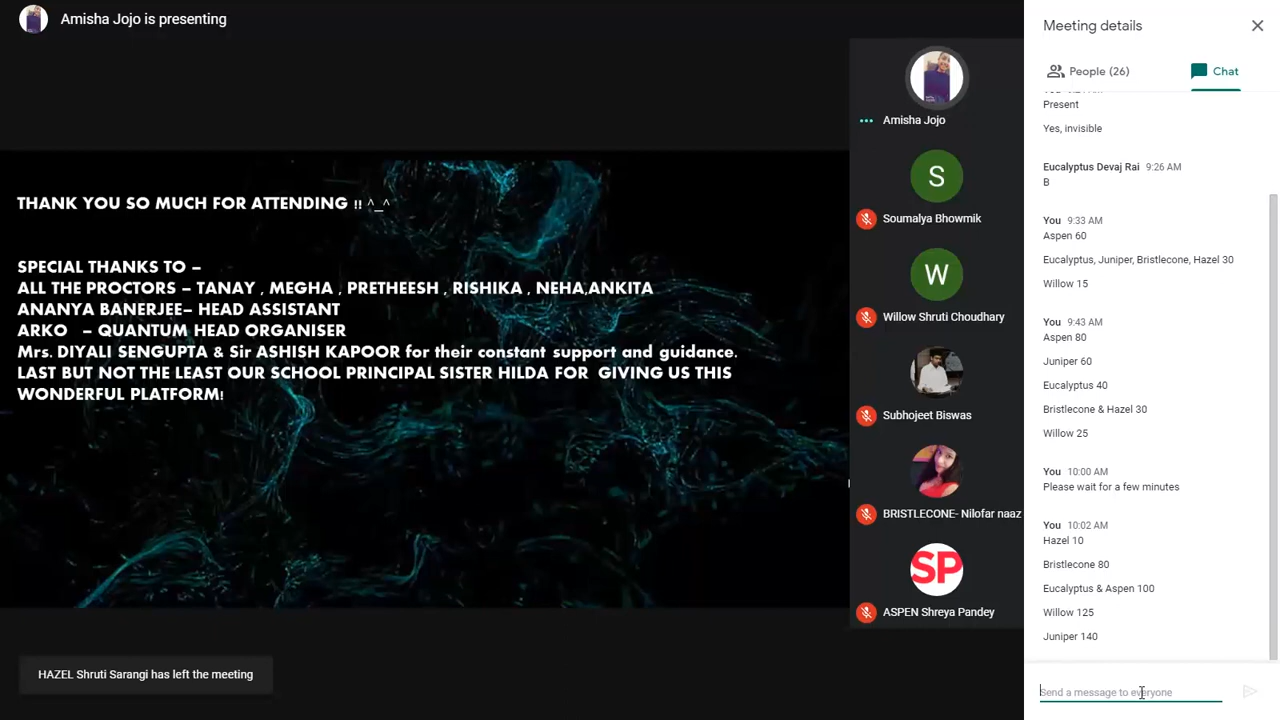 Amisha Jojo is presenting
THANK YOU SO MUCH FOR ATTENDING !! ^_^
SPECIAL THANKS TO –
ALL THE PROCTORS – TANAY , MEGHA , PRETHEESH , RISHIKA , NEHA,ANKITA
ANANYA BANERJEE– HEAD ASSISTANT
ARKO – QUANTUM HEAD ORGANISER
Mrs. DIYALI SENGUPTA & Sir ASHISH KAPOOR for their constant support and guidance.
LAST BUT NOT THE LEAST OUR SCHOOL PRINCIPAL SISTER HILDA FOR GIVING US THIS
WONDERFUL PLATFORM!
HAZEL Shruti Sarangi has left the meeting
Amisha Jojo
S
Soumalya Bhowmik
W
Willow Shruti Choudhary
Subhojeet Biswas
BRISTLECONE- Nilofar naaz
SP
ASPEN Shreya Pandey
Meeting details
People (26)
Chat
Present
Yes, invisible
Eucalyptus Devaj Rai 9:26 AM
B
You 9:33 AM
Aspen 60
Eucalyptus, Juniper, Bristlecone, Hazel 30
Willow 15
You 9:43 AM
Aspen 80
Juniper 60
Eucalyptus 40
Bristlecone & Hazel 30
Willow 25
You 10:00 AM
Please wait for a few minutes
You 10:02 AM
Hazel 10
Bristlecone 80
Eucalyptus & Aspen 100
Willow 125
Juniper 140
Send a message to everyone